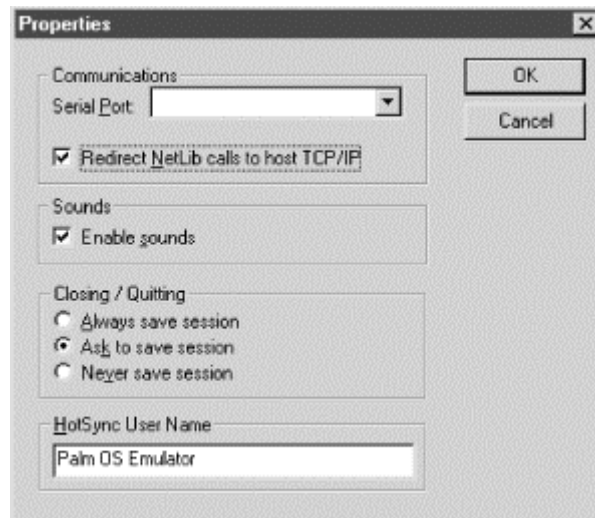 Properties
Communications
Serial Port:
Redirect NetLib calls to host TCP/IP
Sounds
Enable sounds
Closing / Quitting
Always save session
Ask to save session
Never save session
HotSync User Name
Palm OS Emulator
OK
Cancel